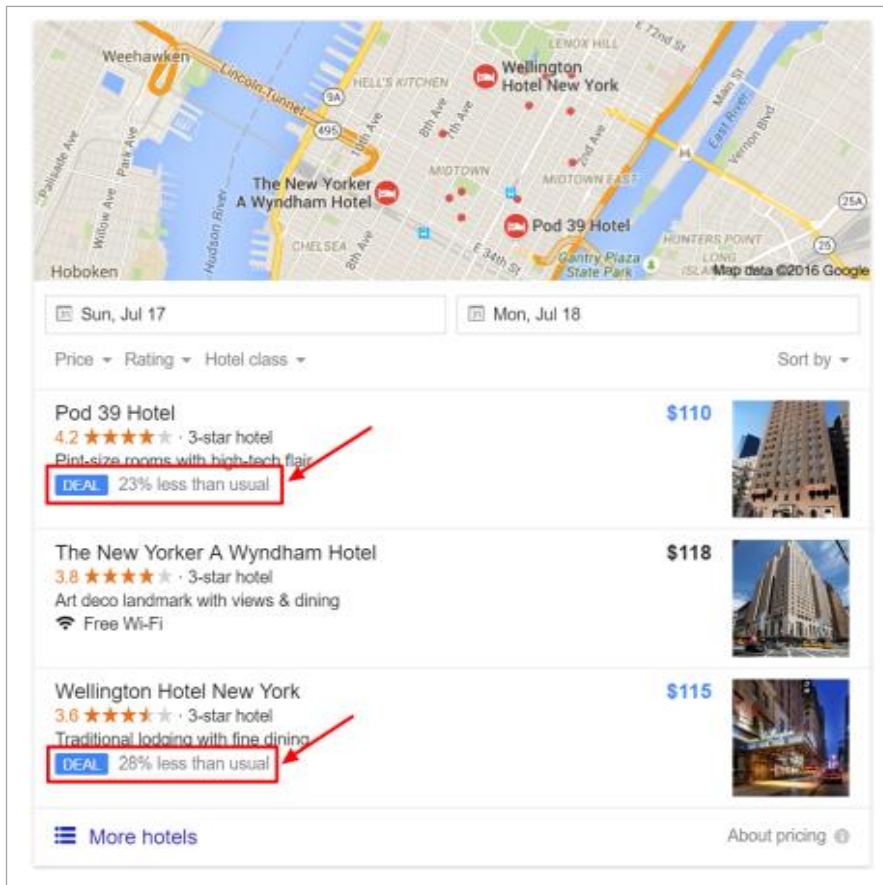 Weehawken
LENOX HILL
E 72nd St
Wellington
Hotel New York
Lincoln Tunnel
HELL'S KITCHEN
9A
495
10th Ave
8th Ave
7th Ave
2nd Ave
Main St
East River
Vernon Blvd
Palisade Ave
Park Ave
Willow Ave
Hudson River
MIDTOWN
MIDTOWN EAST
The New Yorker
A Wyndham Hotel
25A
Pod 39 Hotel
CHELSEA
8th Ave
E 34th St
Gantry Plaza
State Park
HUNTERS POINT
LONG
25
Hoboken
Map data ©2016 Google
Sun, Jul 17
Mon, Jul 18
Price Rating Hotel class Sort by
Pod 39 Hotel $110
4.2 · 3-star hotel
Pint-size rooms with high-tech flair
DEAL 23% less than usual
The New Yorker A Wyndham Hotel $118
3.8 · 3-star hotel
Art deco landmark with views & dining
Free Wi-Fi
Wellington Hotel New York $115
3.6 · 3-star hotel
Traditional lodging with fine dining
DEAL 28% less than usual
More hotels About pricing